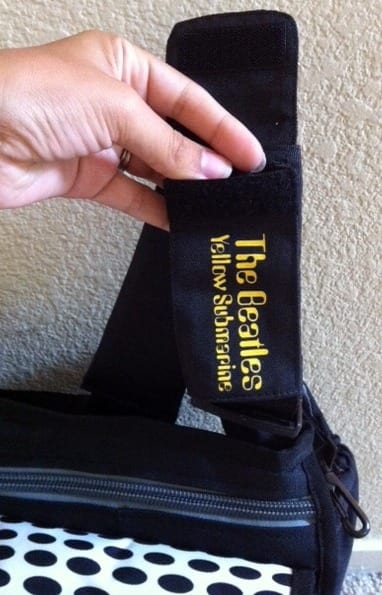 The Beatles
Yellow Submarine